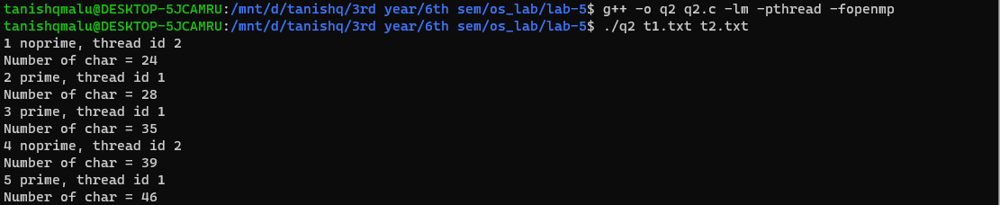 tanishqmalu@DESKTOP-5JCAMRU:/mnt/d/tanishq/3rd year/6th sem/os_lab/lab-5$ g++ -o q2 q2.c -lm -pthread -fopenmp
tanishqmalu@DESKTOP-5JCAMRU:/mnt/d/tanishq/3rd year/6th sem/os_lab/lab-5$ ./q2 t1.txt t2.txt
1 noprime, thread id 2
Number of char = 24
2 prime, thread id 1
Number of char = 28
3 prime, thread id 1
Number of char = 35
4 noprime, thread id 2
Number of char = 39
5 prime, thread id 1
Number of char = 46